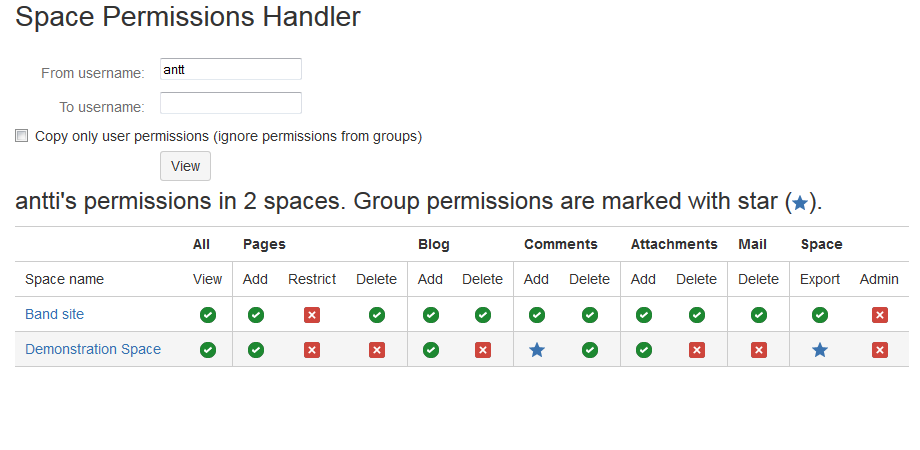 Space Permissions Handler
From username: antt
To username:
Copy only user permissions (ignore permissions from groups)
View
antti's permissions in 2 spaces. Group permissions are marked with star (★).
All Pages Blog Comments Attachments Mail Space
Space name View Add Restrict Delete Add Delete Add Delete Add Delete Delete Export Admin
Band site
Demonstration Space